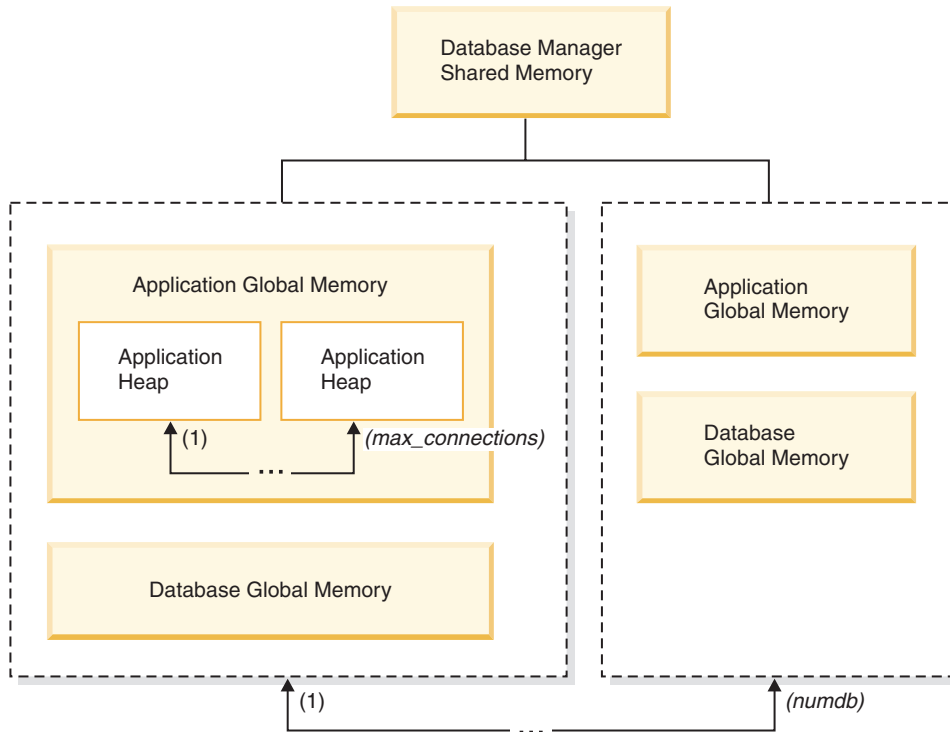 Database Manager
Shared Memory
Application Global Memory
Application
Heap
Application
Heap
(1)
(max_connections)
...
Database Global Memory
Application
Global Memory
Database
Global Memory
(1)
(numdb)
...